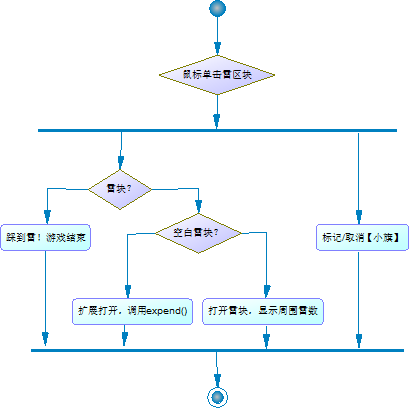 鼠标单击雷区块
雷块？
踩到雷！游戏结束
空白雷块？
标记/取消【小旗】
扩展打开，调用expend()
打开雷块，显示周围雷数